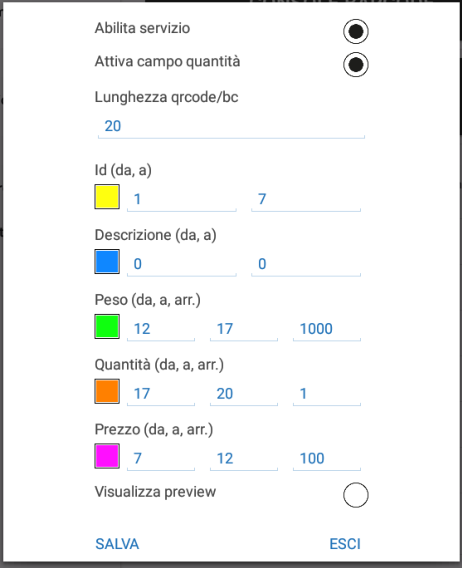 Abilita servizio
Attiva campo quantità
Lunghezza qrcode/bc
20
Id (da, a)
1 7
Descrizione (da, a)
0 0
Peso (da, a, arr.)
12 17 1000
Quantità (da, a, arr.)
17 20 1
Prezzo (da, a, arr.)
7 12 100
Visualizza preview
SALVA ESCI